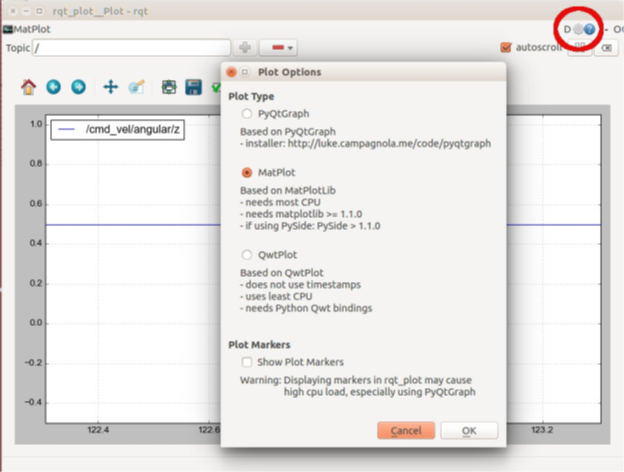 rqt_plot__Plot - rqt
MatPlot
D
-
Topic /
autoscroll
Plot Options
Plot Type
PyQtGraph
Based on PyQtGraph
- installer: http://luke.campagnola.me/code/pyqtgraph
MatPlot
Based on MatPlotLib
- needs most CPU
- needs matplotlib >= 1.1.0
- if using PySide: PySide > 1.1.0
QwtPlot
Based on QwtPlot
- does not use timestamps
- uses least CPU
- needs Python Qwt bindings
Plot Markers
Show Plot Markers
Warning: Displaying markers in rqt_plot may cause
high cpu load, especially using PyQtGraph
Cancel
OK
/cmd_vel/angular/z
1.0
0.8
0.6
0.4
0.2
0.0
−0.2
−0.4
122.4
122.6
123.2